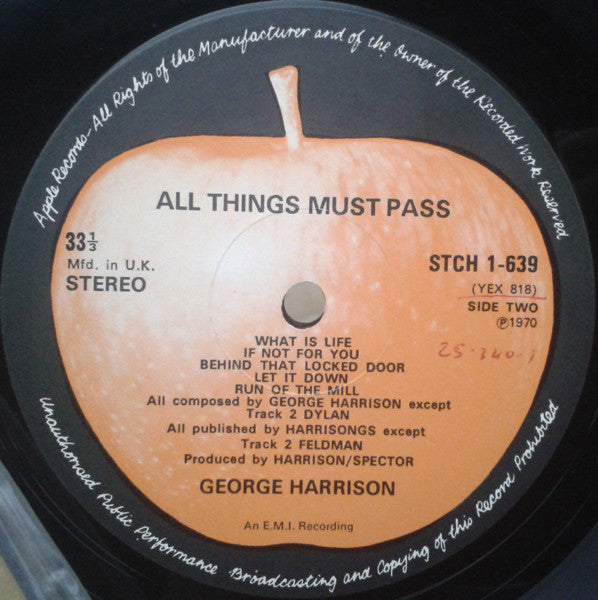 Apple Records-All Rights of the Manufacturer and of the Owner of the Recorded Work Reserved
ALL THINGS MUST PASS
33⅓
Mfd. in U.K.
STEREO
STCH 1-639
(YEX 818)
SIDE TWO
℗1970
25-340-1
WHAT IS LIFE
IF NOT FOR YOU
BEHIND THAT LOCKED DOOR
LET IT DOWN
RUN OF THE MILL
All composed by GEORGE HARRISON except
Track 2 DYLAN
All published by HARRISONGS except
Track 2 FELDMAN
Produced by HARRISON/SPECTOR
GEORGE HARRISON
An E.M.I. Recording
Unauthorised Public Performance Broadcasting and Copying of this Record Prohibited